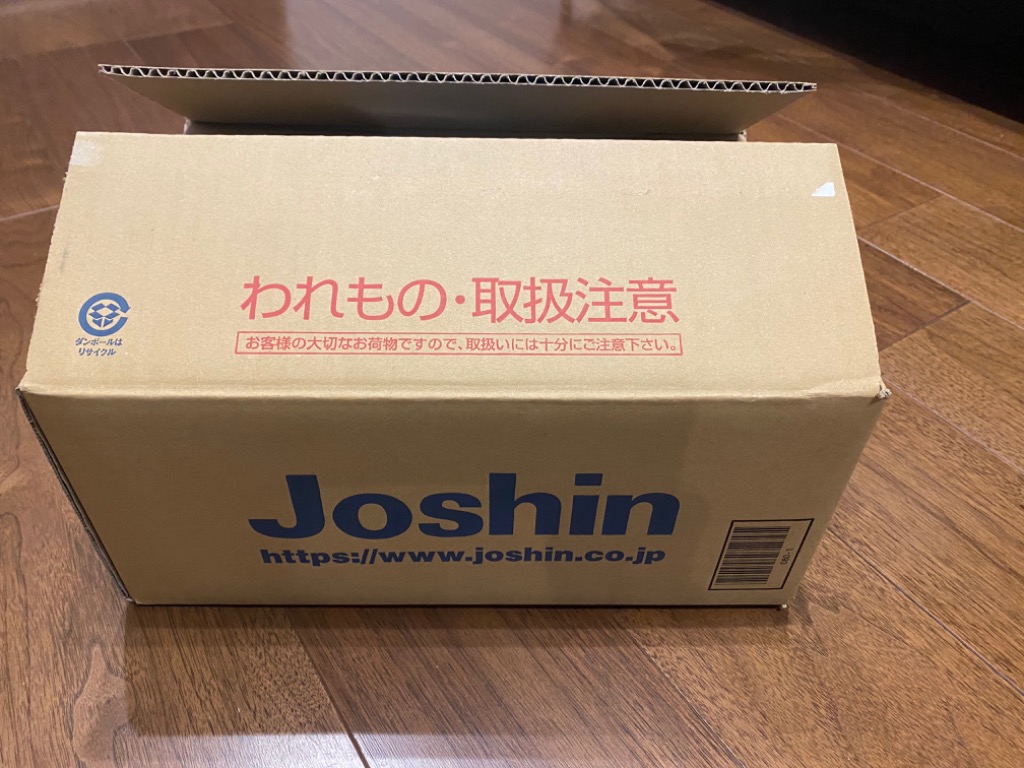 われもの・取扱注意
お客様の大切なお荷物ですので、取扱いには十分にご注意下さい。
ダンボールは
リサイクル
Joshin
https://www.joshin.co.jp
080-1